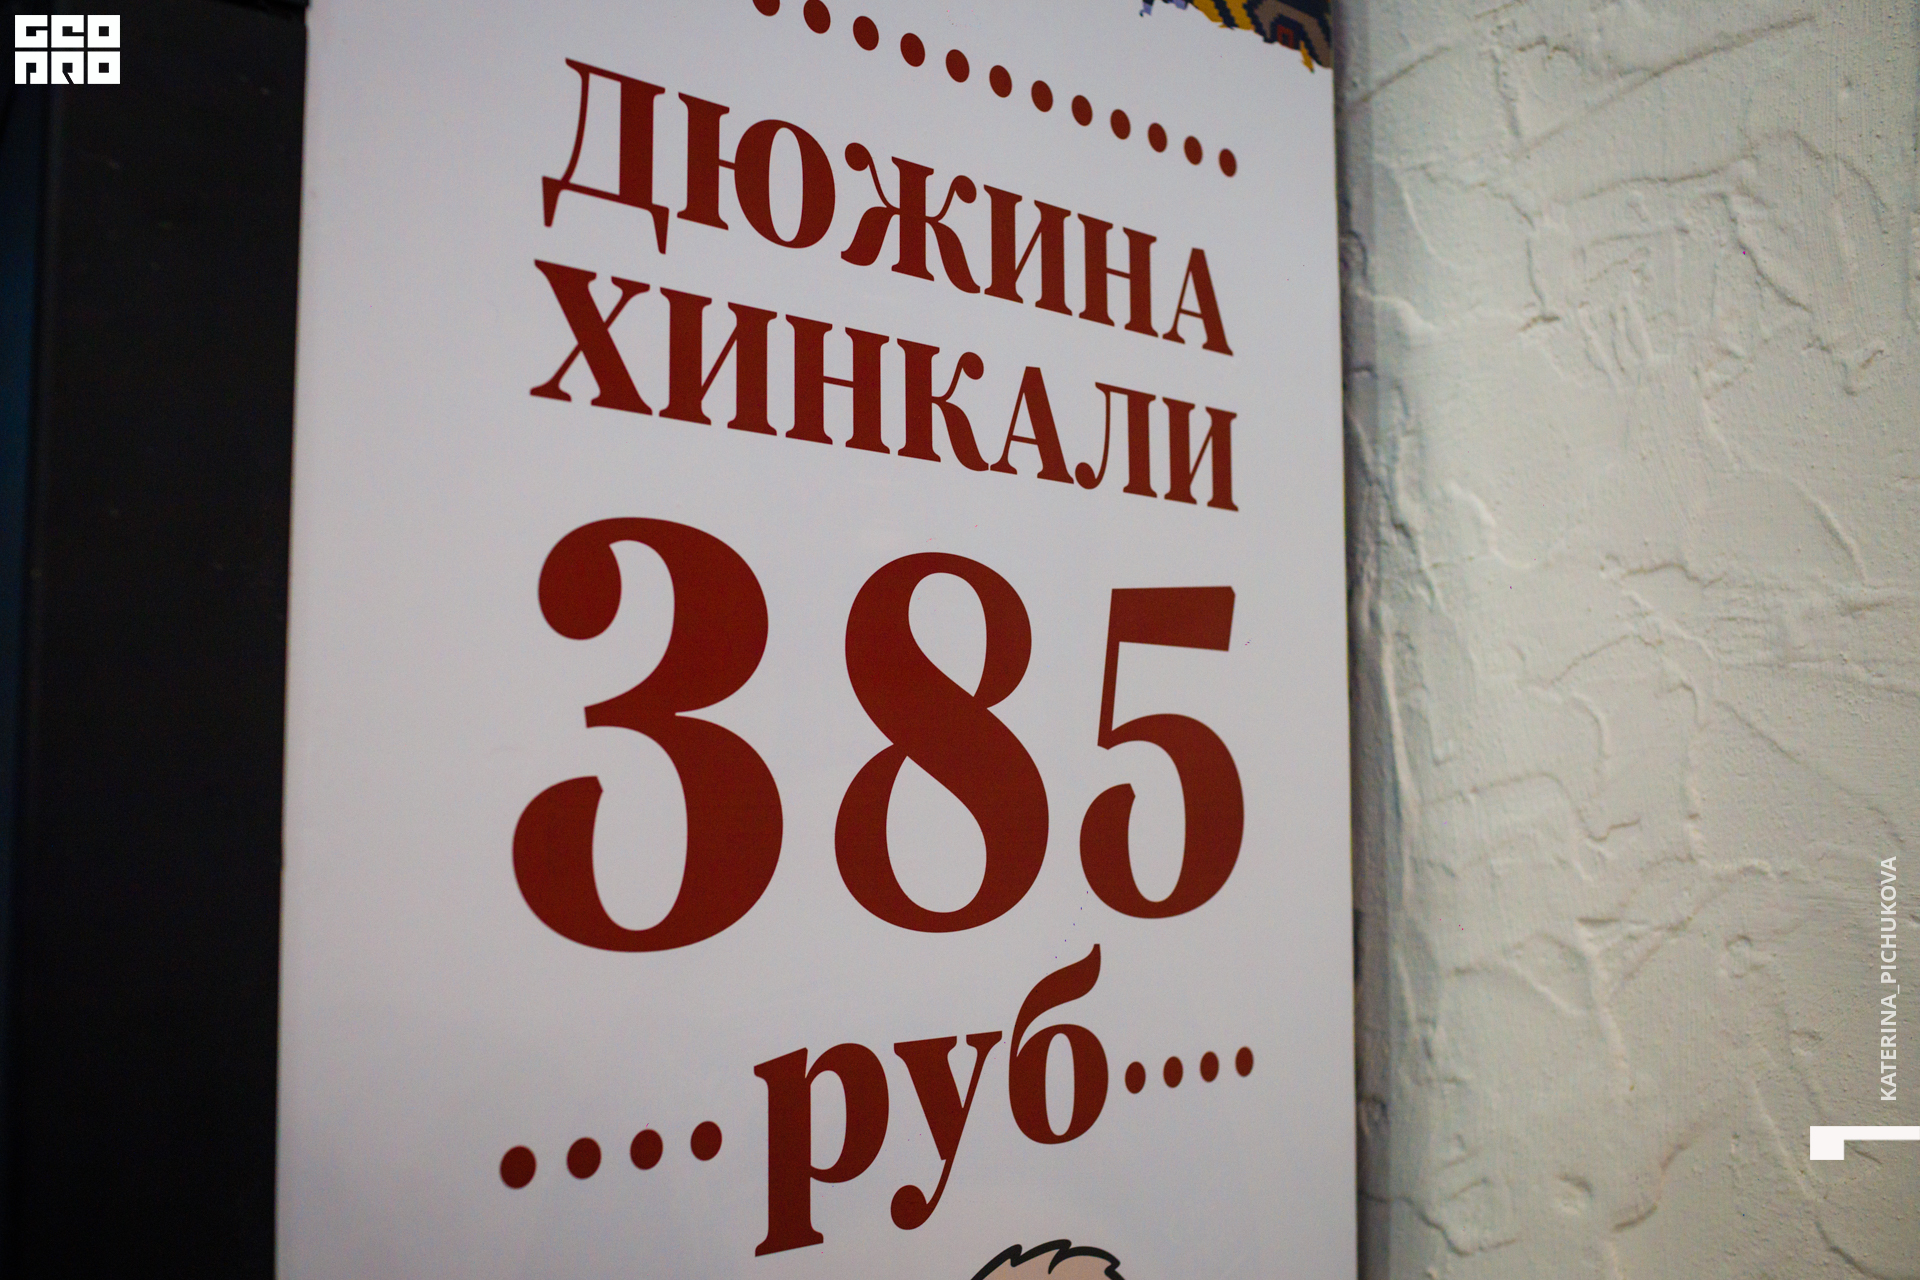 GEO
PRO
ДЮЖИНА
ХИНКАЛИ
385
....руб....
KATERINA_PICHUKOVA